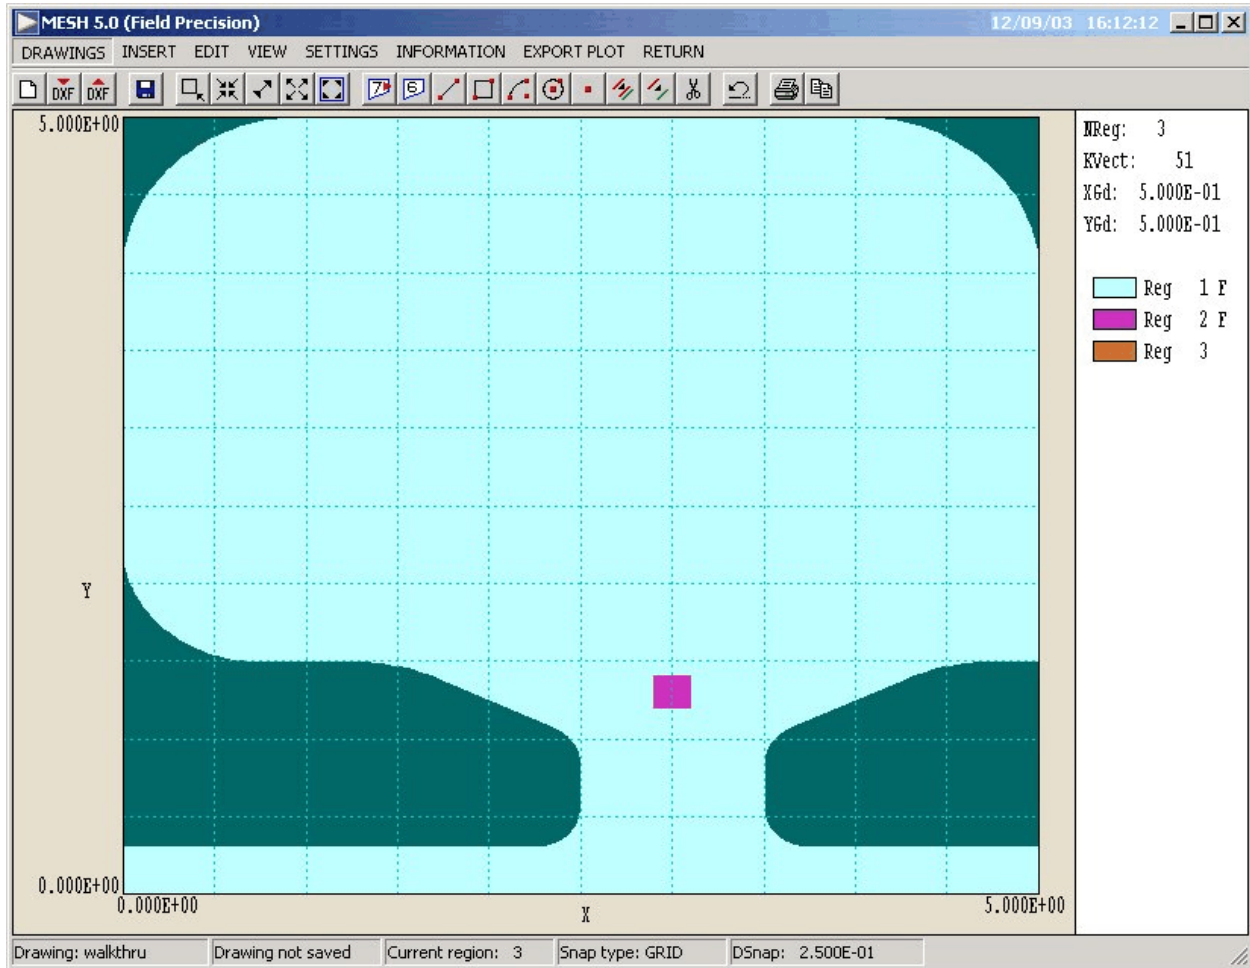 MESH 5.0 (Field Precision) 12/09/03 16:12:12
DRAWINGS INSERT EDIT VIEW SETTINGS INFORMATION EXPORT PLOT RETURN
DXF DXF 7 6
5.000E+00
NReg: 3
KVect: 51
XGd: 5.000E-01
YGd: 5.000E-01
Reg 1 F
Reg 2 F
Reg 3
Y
0.000E+00
0.000E+00 X 5.000E+00
Drawing: walkthru Drawing not saved Current region: 3 Snap type: GRID DSnap: 2.500E-01